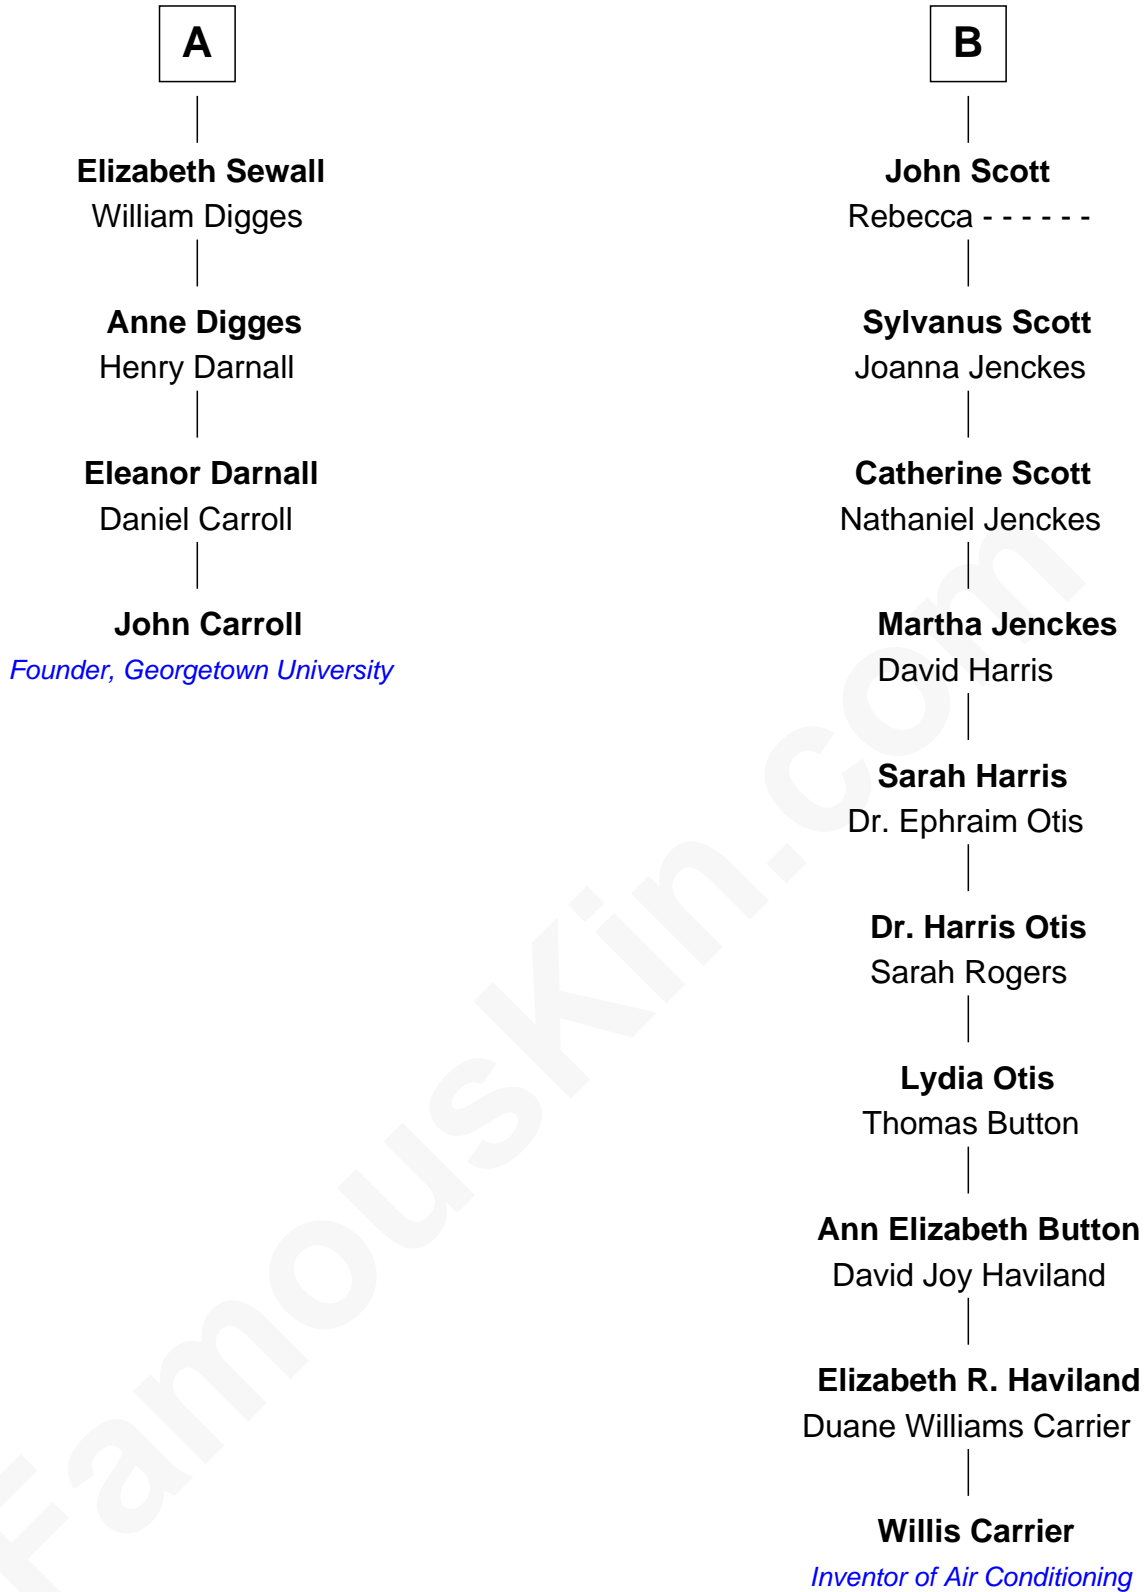 A
Elizabeth Sewall
William Digges
Anne Digges
Henry Darnall
Eleanor Darnall
Daniel Carroll
John Carroll
Founder, Georgetown University
B
John Scott
Rebecca - - - - - -
Sylvanus Scott
Joanna Jenckes
Catherine Scott
Nathaniel Jenckes
Martha Jenckes
David Harris
Sarah Harris
Dr. Ephraim Otis
Dr. Harris Otis
Sarah Rogers
Lydia Otis
Thomas Button
Ann Elizabeth Button
David Joy Haviland
Elizabeth R. Haviland
Duane Williams Carrier
Willis Carrier
Inventor of Air Conditioning
FamousKin.com